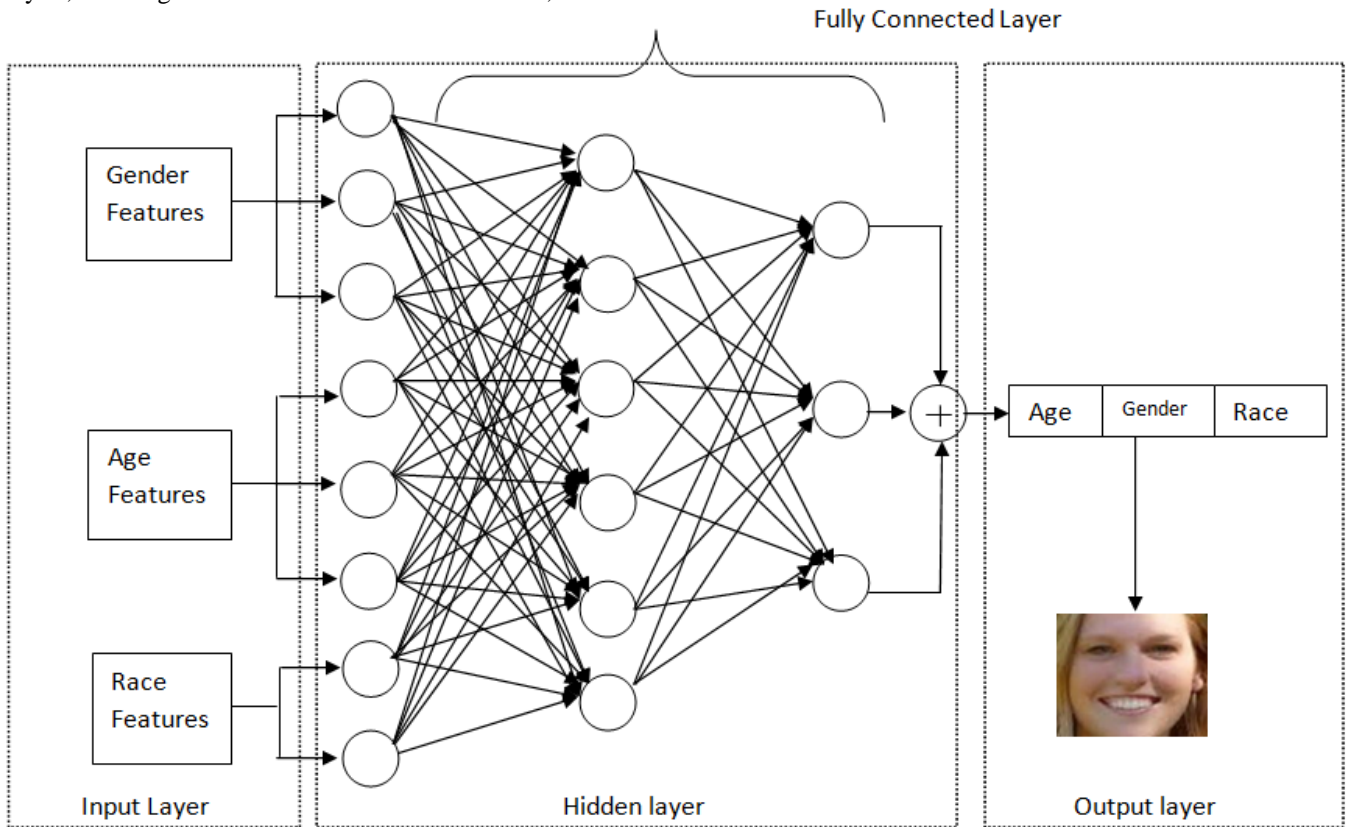 Fully Connected Layer
Gender
Features
Age
Features
Race
Features
+
Age Gender Race
Input Layer
Hidden layer
Output layer